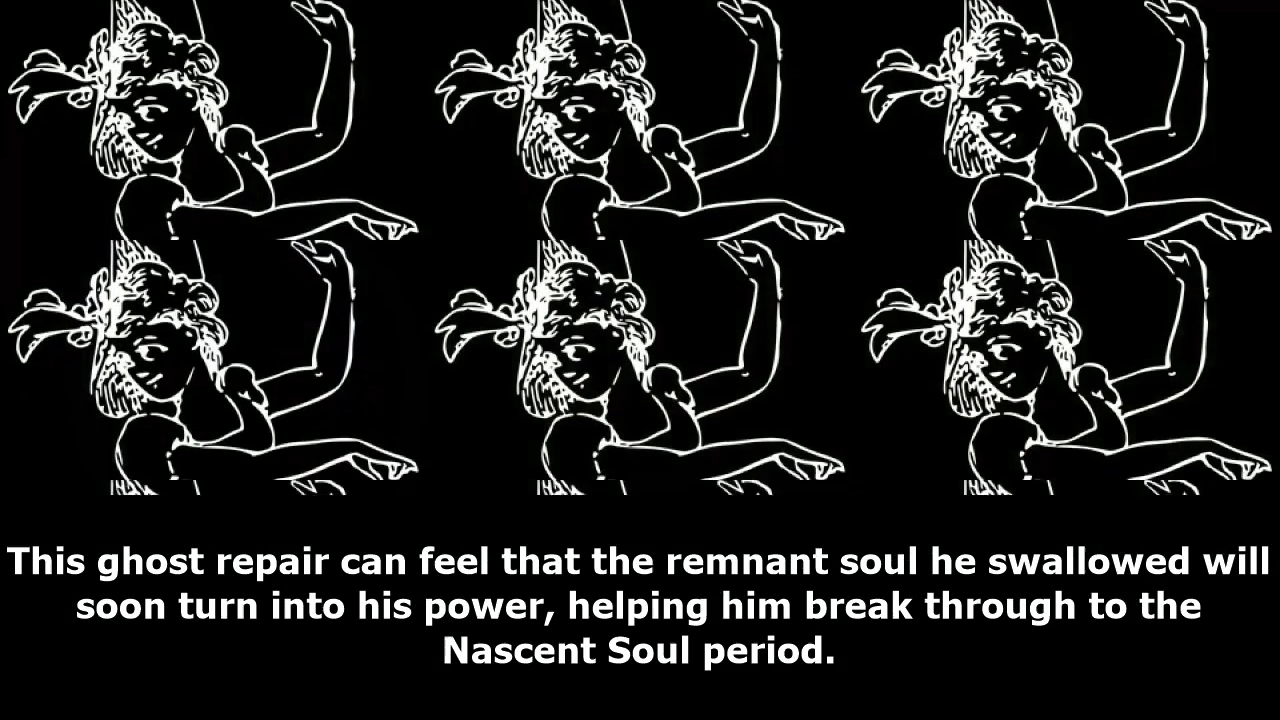 This ghost repair can feel that the remnant soul he swallowed will
soon turn into his power, helping him break through to the
Nascent Soul period.